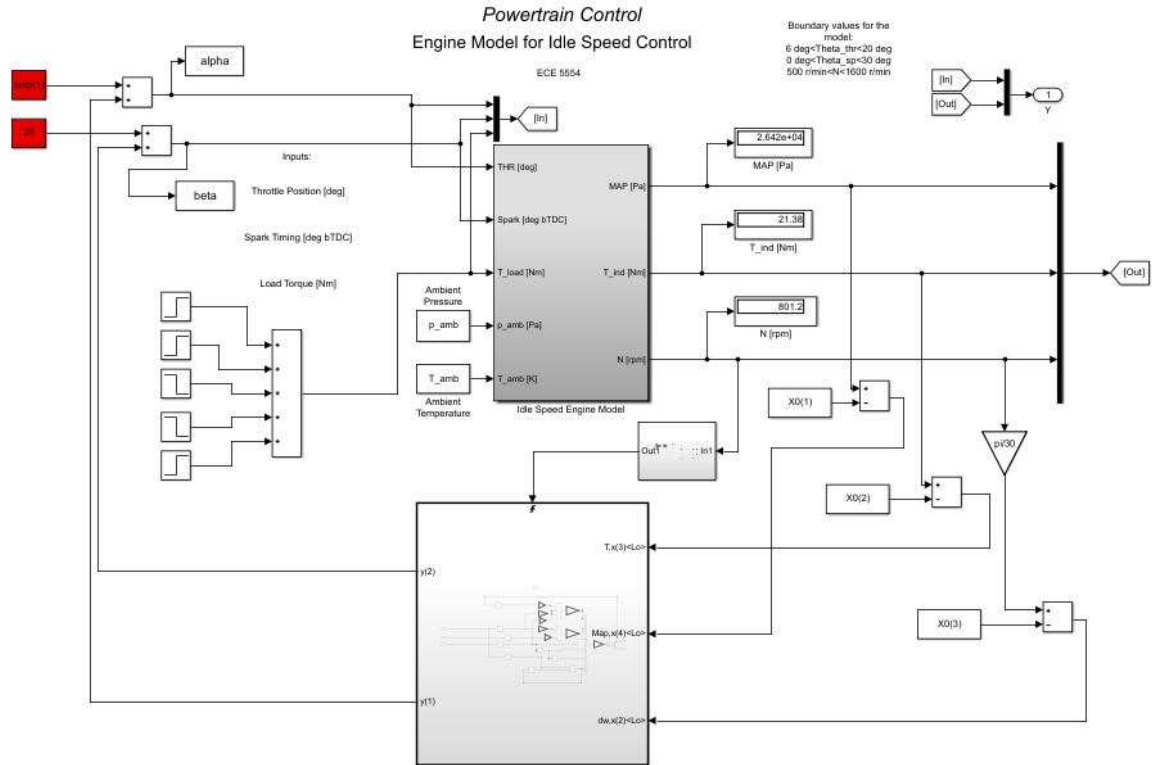 Powertrain Control
Engine Model for Idle Speed Control
ECE 5554
Boundary values for the
model:
6 deg<Theta_thr<20 deg
0 deg<Theta_sp<30 deg
500 r/min<N<1600 r/min
alpha
[In]
[In]
[Out]
1
Y
beta
Inputs:
Throttle Position [deg]
Spark Timing [deg bTDC]
Load Torque [Nm]
THR [deg]
Spark [deg bTDC]
T_load [Nm]
p_amb [Pa]
T_amb [K]
MAP [Pa]
T_ind [Nm]
N [rpm]
Idle Speed Engine Model
2.642e+04
MAP [Pa]
21.38
T_ind [Nm]
801.2
N [rpm]
[Out]
Ambient
Pressure
p_amb
T_amb
Ambient
Temperature
X0(1)
pi/30
Out1
In1
X0(2)
X0(3)
T,x(3)<Lo>
y(2)
Map,x(4)<Lo>
y(1)
dw,x(2)<Lo>